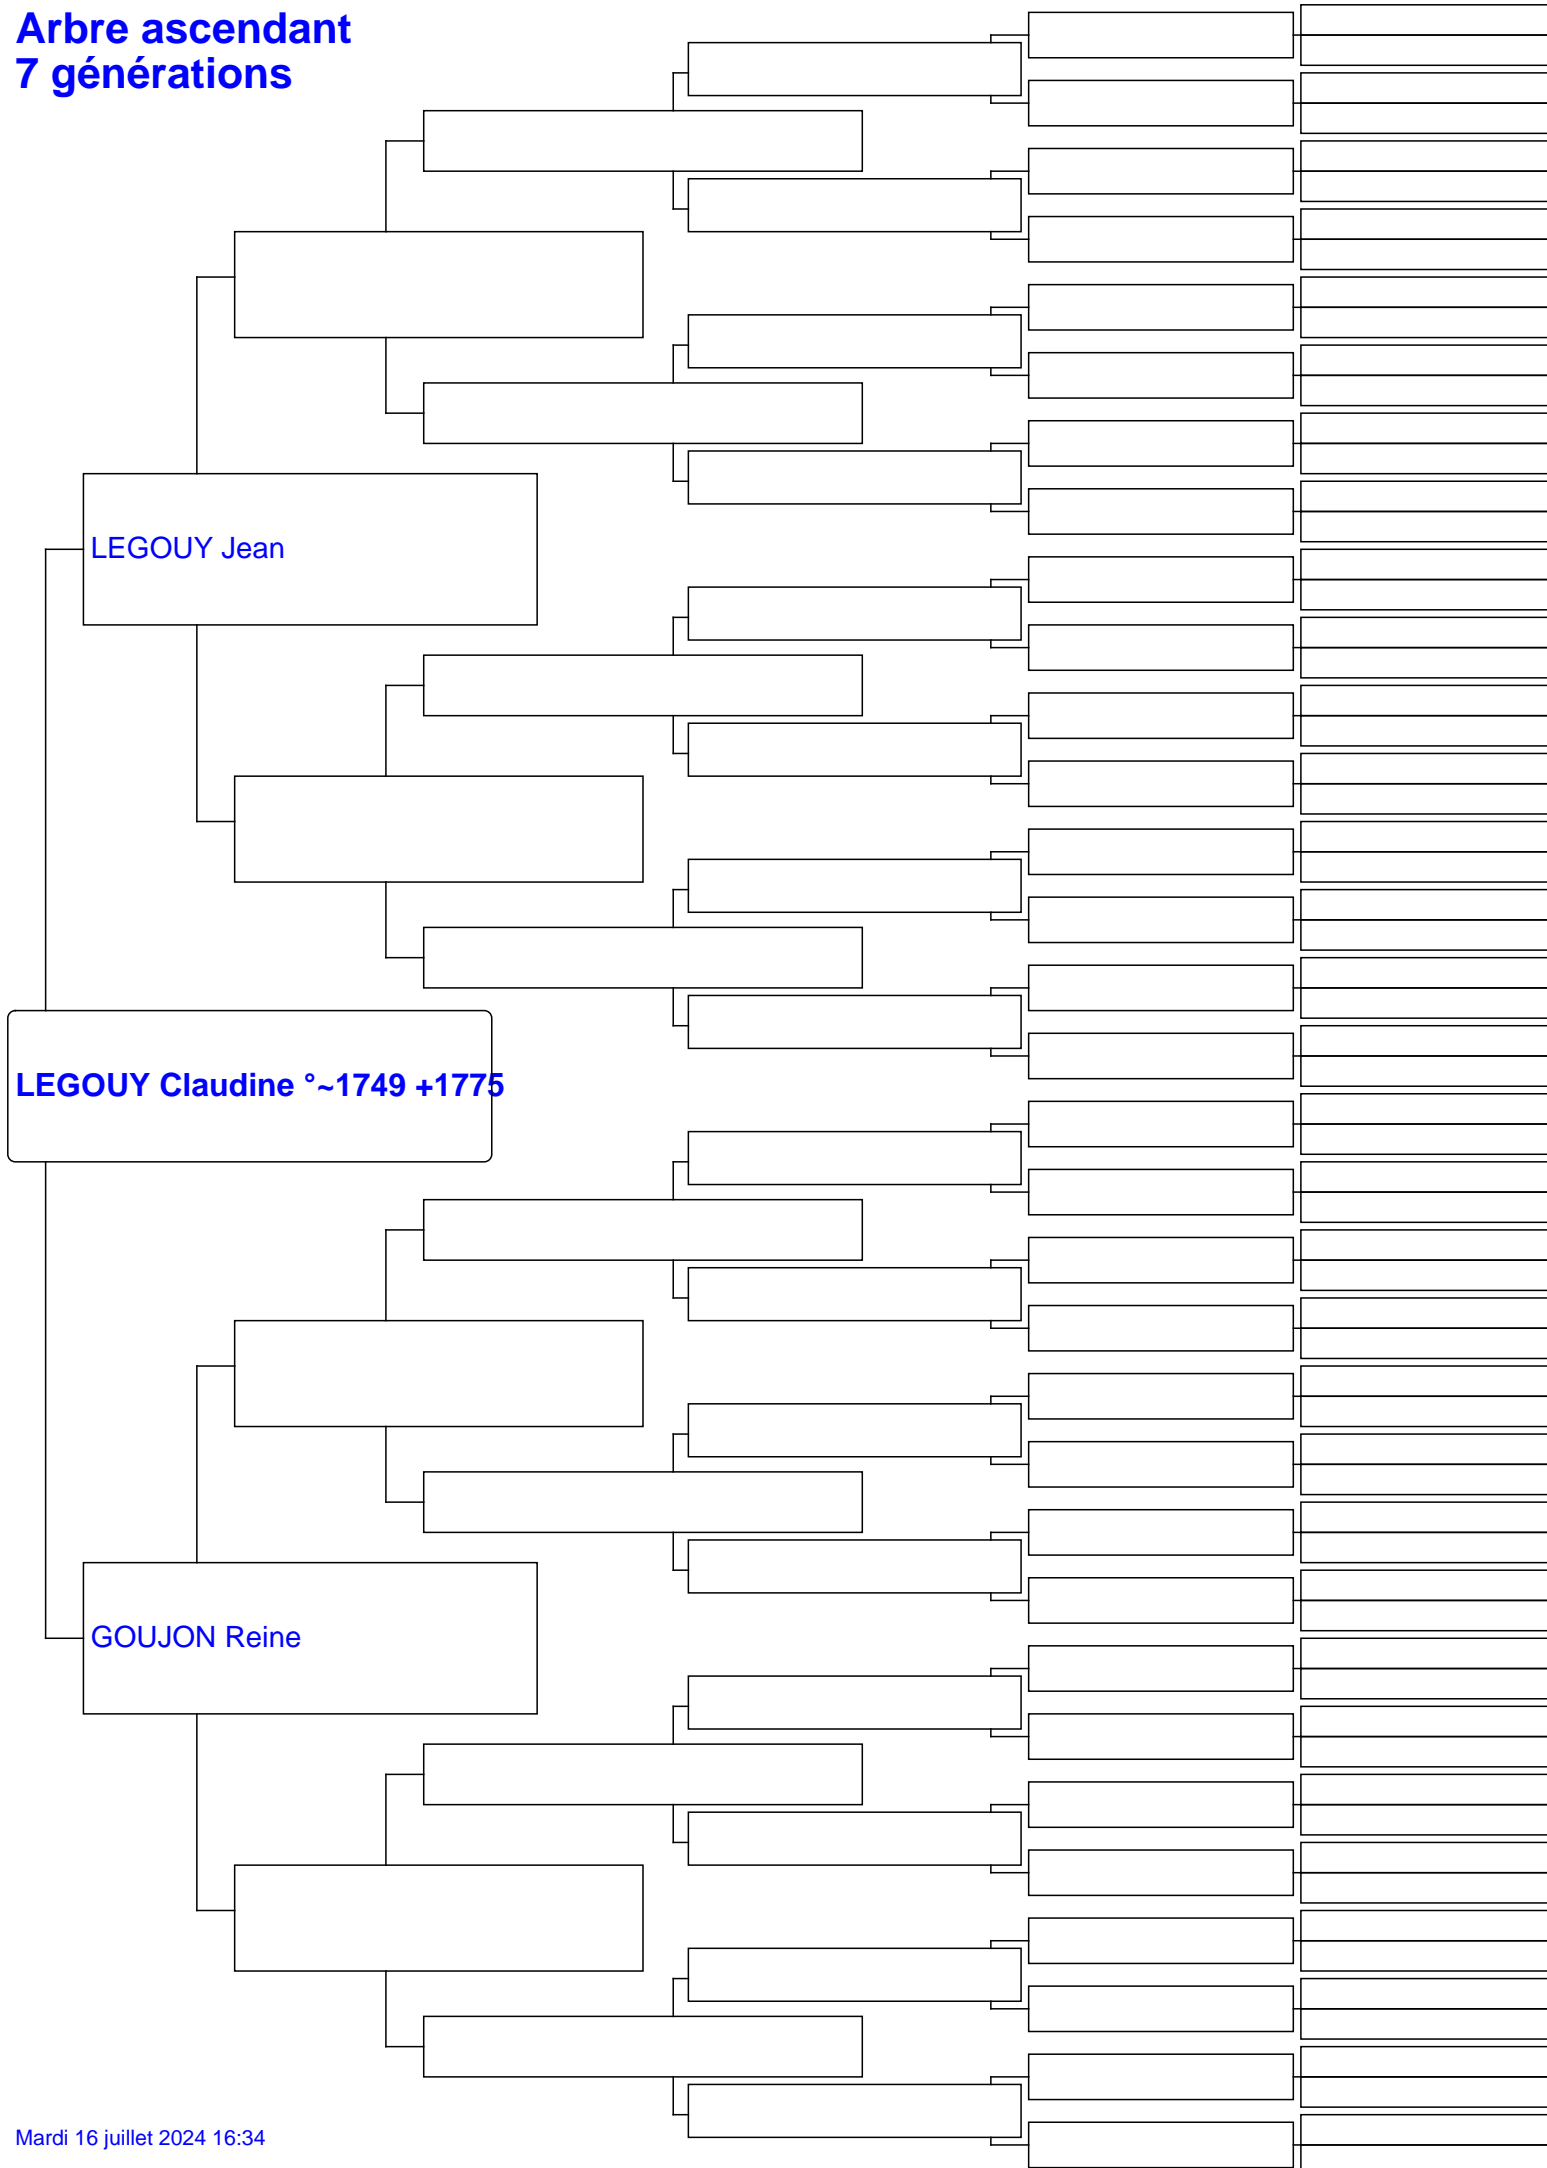 Arbre ascendant
7 générations
LEGOUY Jean
LEGOUY Claudine °~1749 +1775
GOUJON Reine
Mardi 16 juillet 2024 16:34